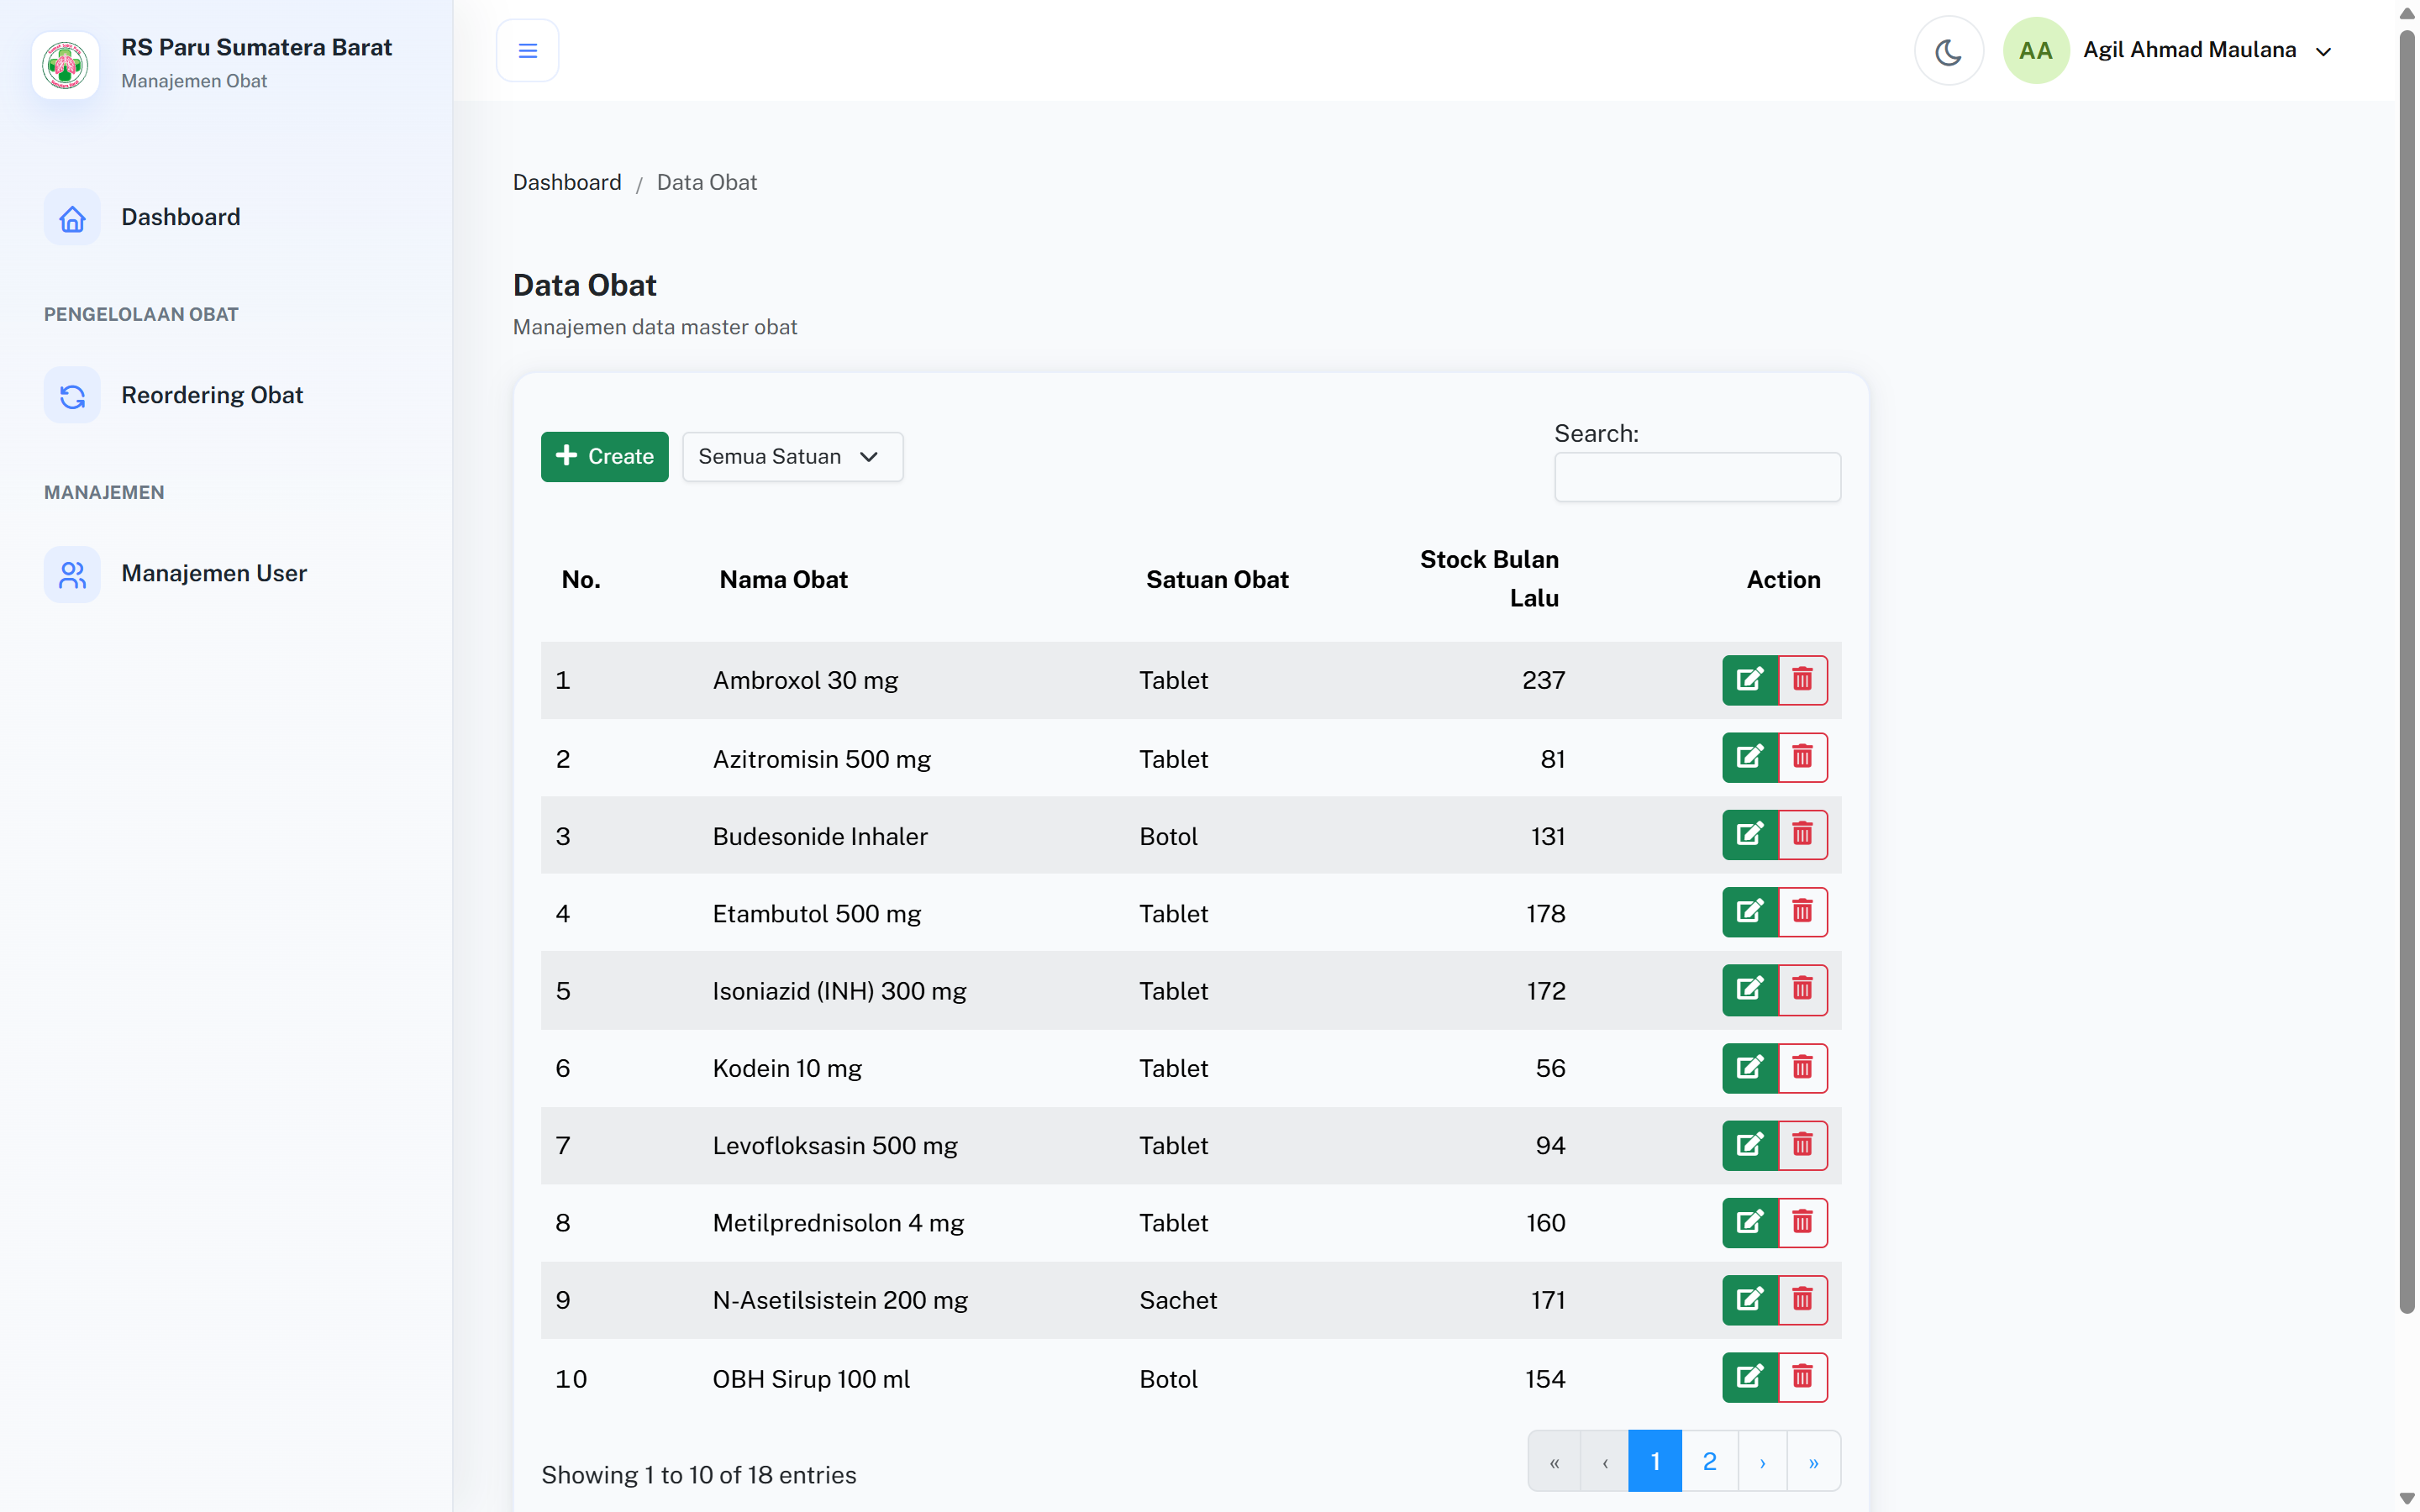 RS Paru Sumatera Barat
Manajemen Obat
Dashboard
PENGELOLAAN OBAT
Reordering Obat
MANAJEMEN
Manajemen User
AA Agil Ahmad Maulana
Dashboard / Data Obat
Data Obat
Manajemen data master obat
Create Semua Satuan
Search:
No. Nama Obat Satuan Obat Stock Bulan Lalu Action
1 Ambroxol 30 mg Tablet 237
2 Azitromisin 500 mg Tablet 81
3 Budesonide Inhaler Botol 131
4 Etambutol 500 mg Tablet 178
5 Isoniazid (INH) 300 mg Tablet 172
6 Kodein 10 mg Tablet 56
7 Levofloksasin 500 mg Tablet 94
8 Metilprednisolon 4 mg Tablet 160
9 N-Asetilsistein 200 mg Sachet 171
10 OBH Sirup 100 ml Botol 154
Showing 1 to 10 of 18 entries
« ‹ 1 2 › »